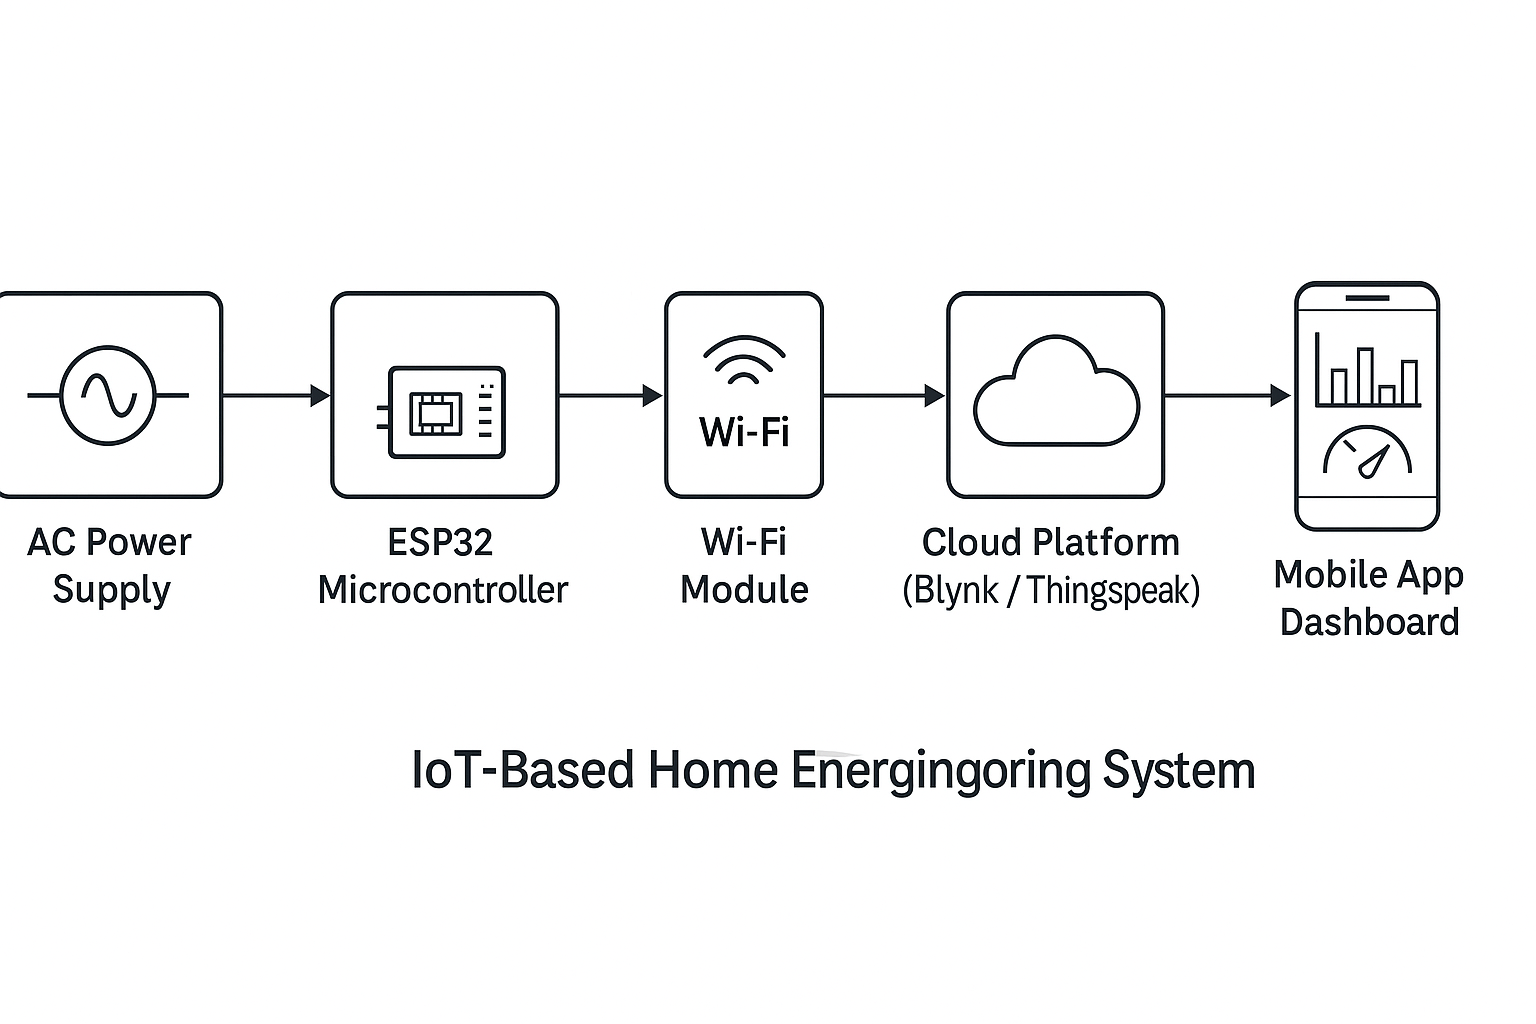 Wi-Fi
AC Power
Supply
ESP32
Microcontroller
Wi-Fi
Module
Cloud Platform
(Blynk / Thingspeak)
Mobile App
Dashboard
IoT-Based Home Energingoring System